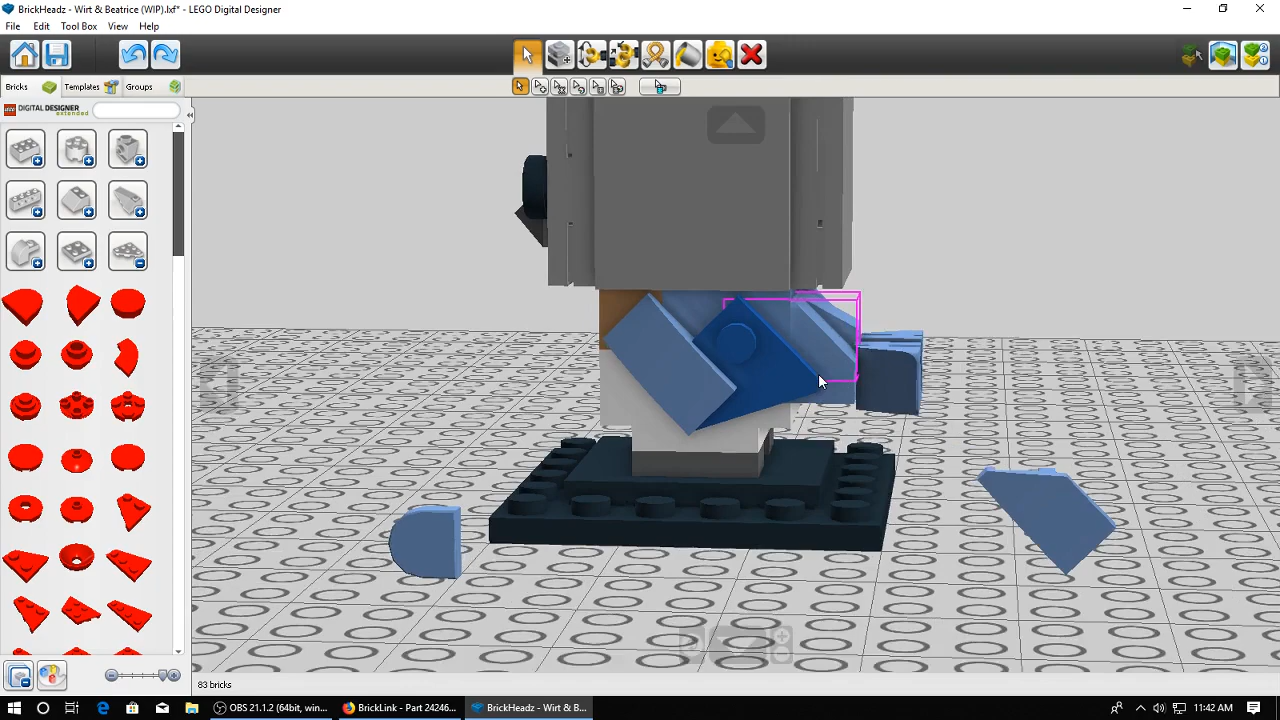 BrickHeadz - Wirt & Beatrice (WIP).lxf* - LEGO Digital Designer
File Edit Tool Box View Help
Bricks Templates Groups
LEGO DIGITAL DESIGNER
extended
83 bricks
OBS 21.1.2 (64bit, win...
BrickLink - Part 24246...
BrickHeadz - Wirt & B...
11:42 AM